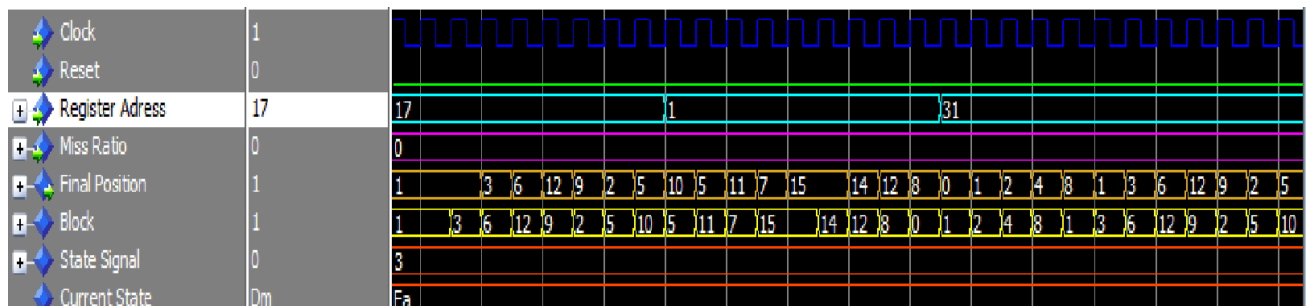 Clock 1
Reset 0
Register Adress 17 17 1 31
Miss Ratio 0 0
Final Position 1 1 3 6 12 9 2 5 10 5 11 7 15 14 12 8 0 1 2 4 8 1 3 6 12 9 2 5
Block 1 1 3 6 12 9 2 5 10 5 11 7 15 14 12 8 0 1 2 4 8 1 3 6 12 9 2 5 10
State Signal 0 3
Current State Dm Fa